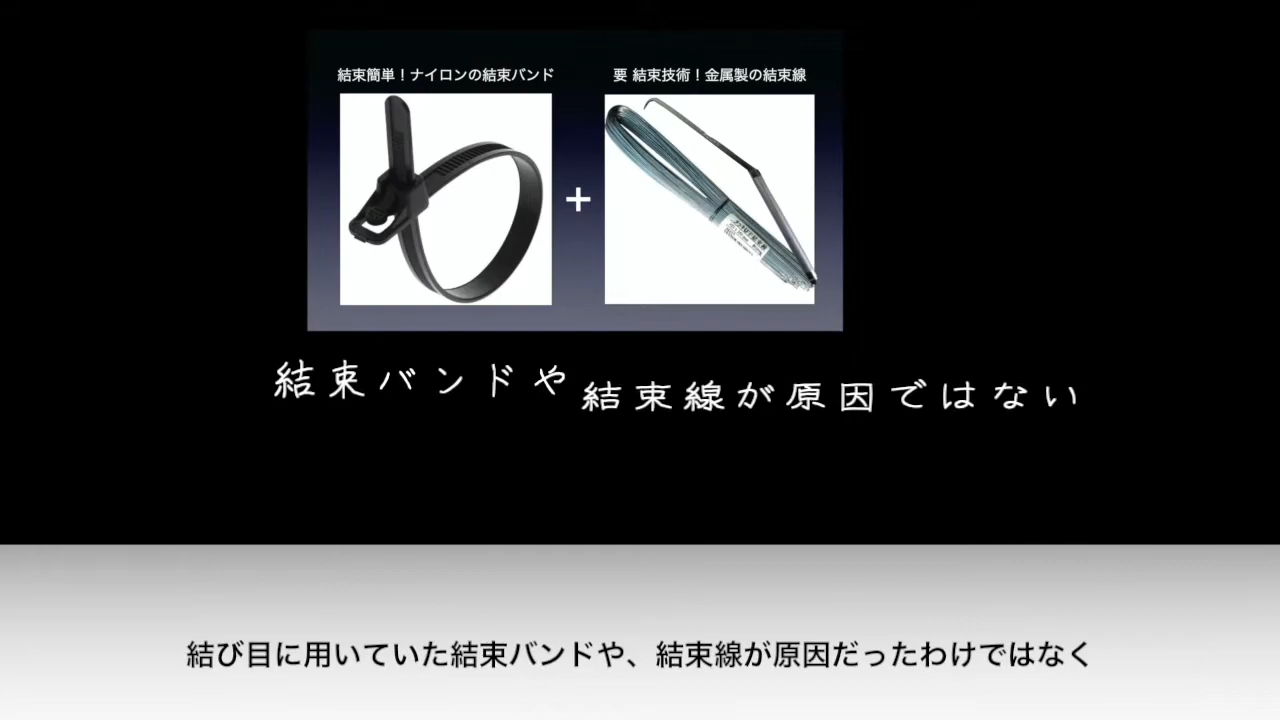 結束簡単！ナイロンの結束バンド
要 結束技術！金属製の結束線
+
結束バンドや結束線が原因ではない
結び目に用いていた結束バンドや、結束線が原因だったわけではなく